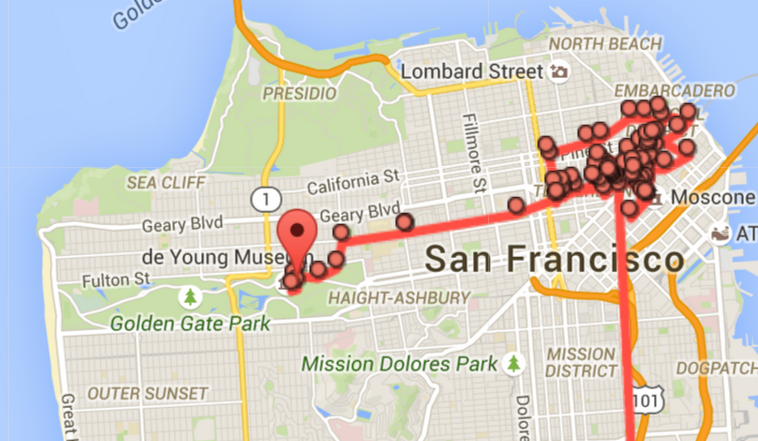 Golde
NORTH BEACH
Lombard Street
PRESIDIO
EMBARCADERO
Fillmore St
SEA CLIFF
California St
1
Geary Blvd
Geary Blvd
Moscone
AT
de Young Museum
San Francisco
Fulton St
HAIGHT-ASHBURY
Golden Gate Park
Mission Dolores Park
MISSION
DISTRICT
DOGPATCH
OUTER SUNSET
Great H
Dolore
101